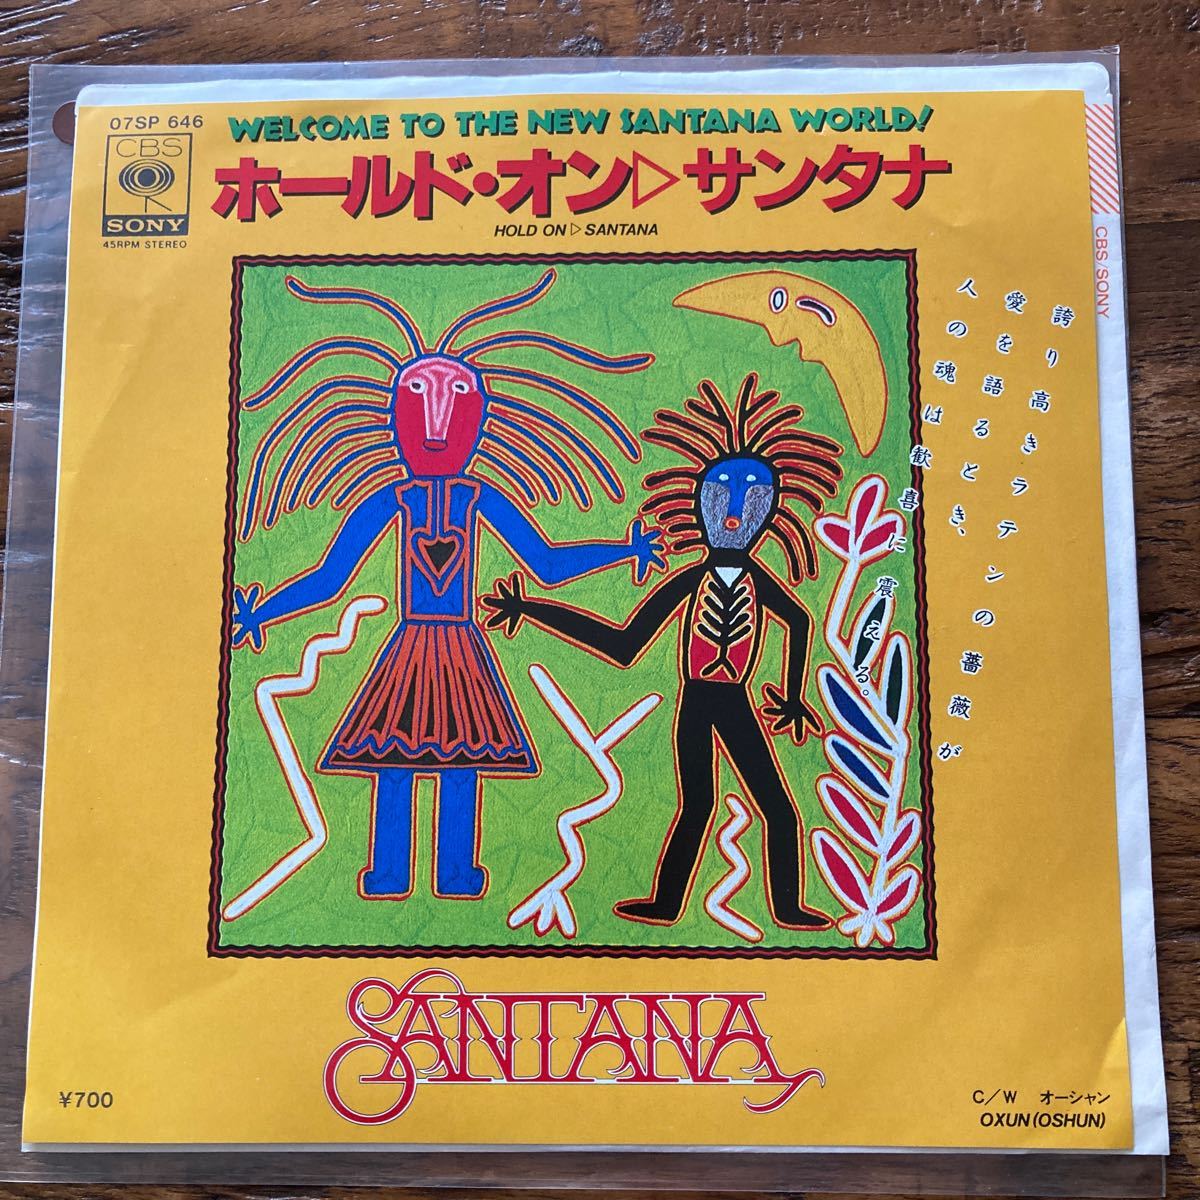 07SP 646
CBS
SONY
45RPM STEREO
WELCOME TO THE NEW SANTANA WORLD!
ホールド・オン▷サンタナ
HOLD ON ▷ SANTANA
CBS/SONY
誇り高きラテンの薔薇が
愛を語るとき、
人の魂は歓喜に震える。
SANTANA
¥700
C/W オーシャン
OXUN (OSHUN)